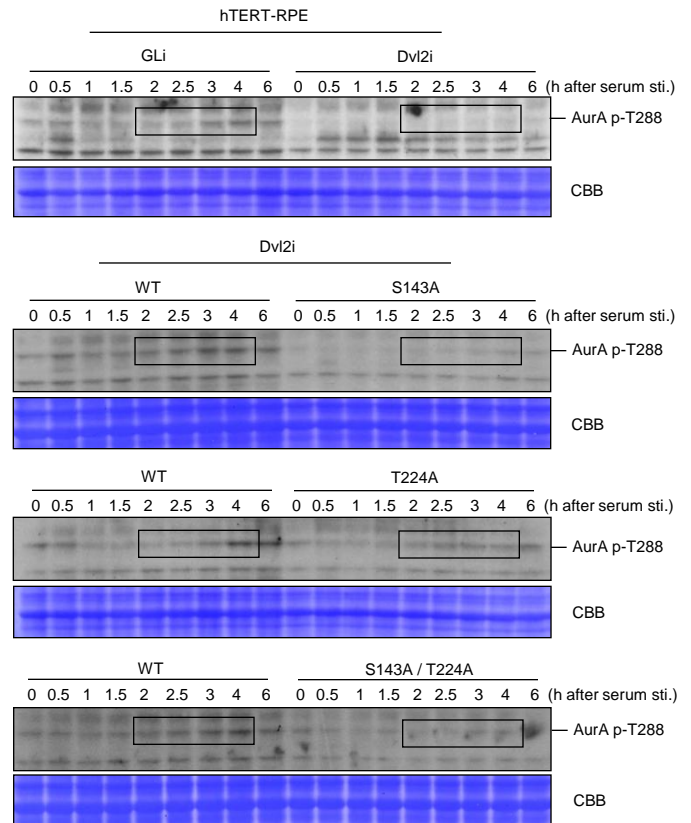 hTERT-RPE
GLi Dvl2i
0 0.5 1 1.5 2 2.5 3 4 6 0 0.5 1 1.5 2 2.5 3 4 6 (h after serum sti.)
AurA p-T288
CBB
Dvl2i
WT S143A
0 0.5 1 1.5 2 2.5 3 4 6 0 0.5 1 1.5 2 2.5 3 4 6 (h after serum sti.)
AurA p-T288
CBB
WT T224A
0 0.5 1 1.5 2 2.5 3 4 6 0 0.5 1 1.5 2 2.5 3 4 6 (h after serum sti.)
AurA p-T288
CBB
WT S143A / T224A
0 0.5 1 1.5 2 2.5 3 4 6 0 0.5 1 1.5 2 2.5 3 4 6 (h after serum sti.)
AurA p-T288
CBB